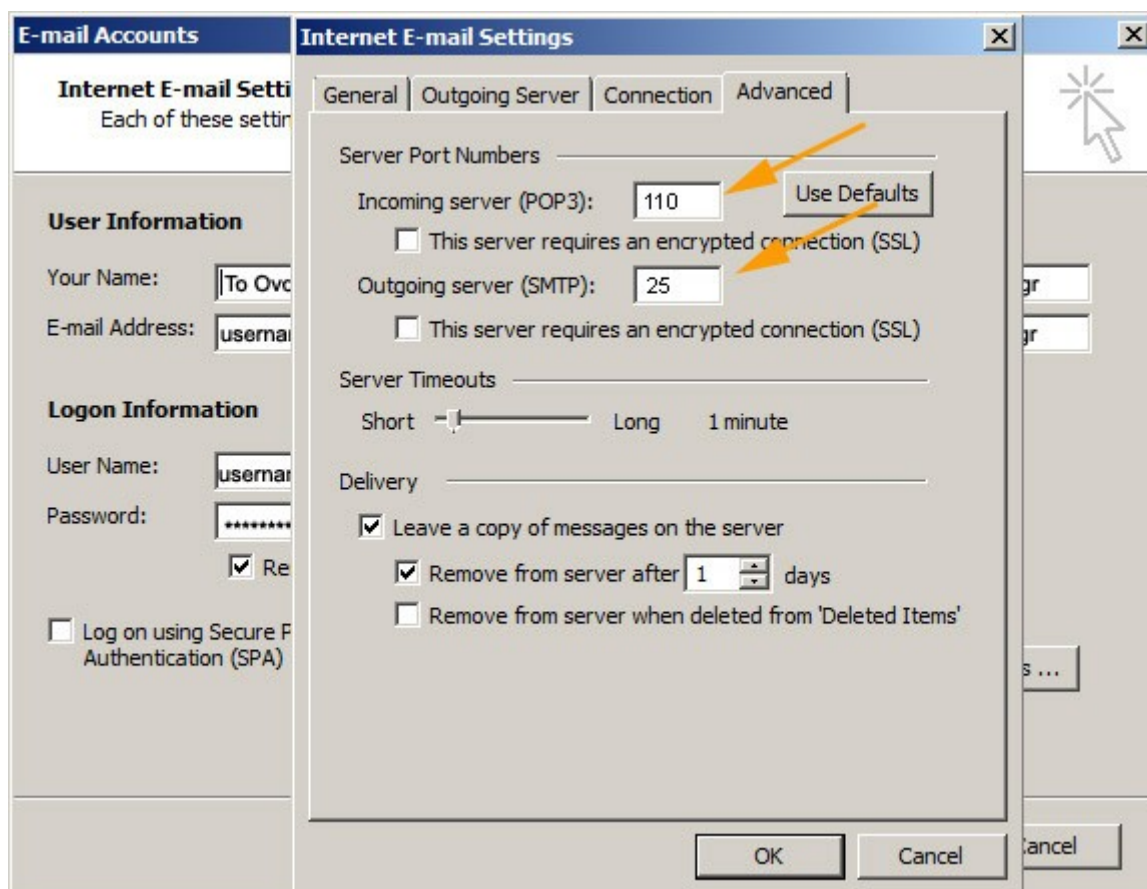 E-mail Accounts
Internet E-mail Settings
Internet E-mail Setti
Each of these settin
General Outgoing Server Connection Advanced
Server Port Numbers
Incoming server (POP3): 110 Use Defaults
This server requires an encrypted connection (SSL)
Outgoing server (SMTP): 25
This server requires an encrypted connection (SSL)
Server Timeouts
Short Long 1 minute
Delivery
Leave a copy of messages on the server
Remove from server after 1 days
Remove from server when deleted from 'Deleted Items'
OK Cancel
User Information
Your Name: To Ovo
gr
E-mail Address: usernar
gr
Logon Information
User Name: usernar
Password: ********
Re
Log on using Secure P
Authentication (SPA)
s ...
Cancel